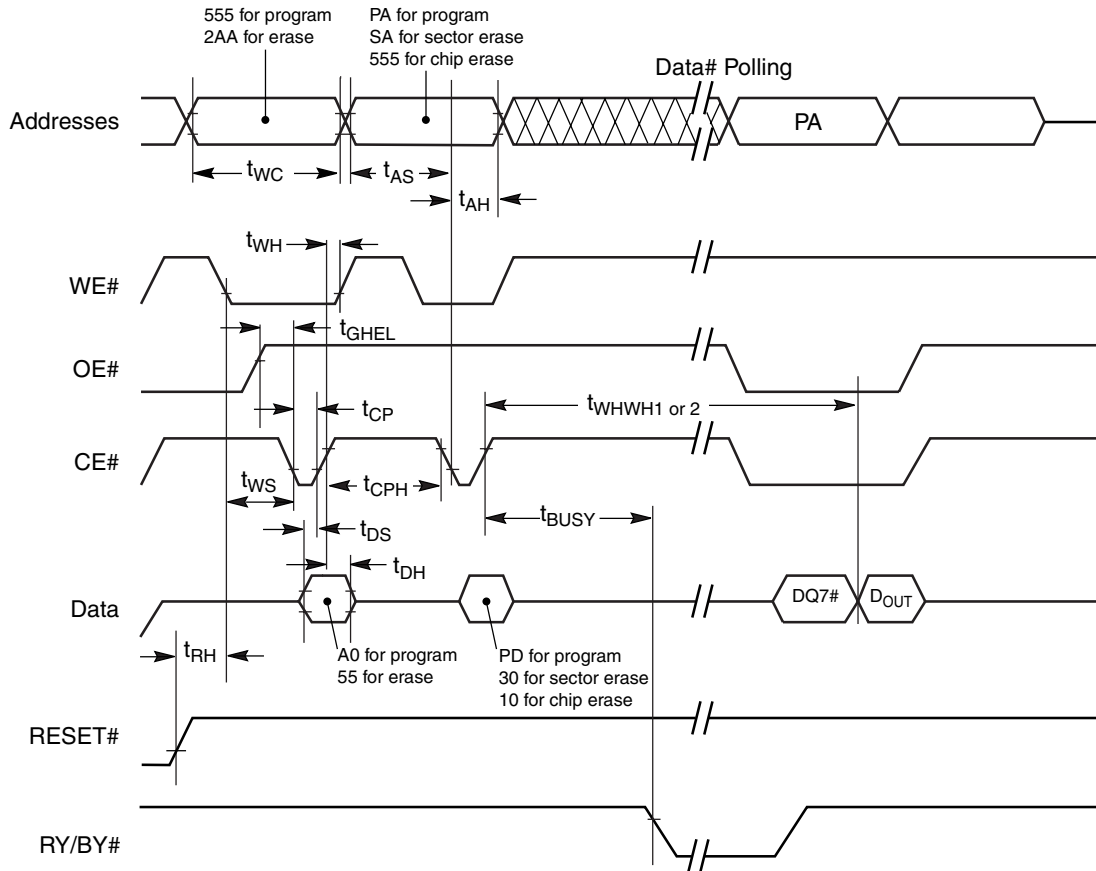 555 for program
2AA for erase
PA for program
SA for sector erase
555 for chip erase
Data# Polling
Addresses
PA
tWC
tAS
tAH
tWH
WE#
tGHEL
OE#
tWHWH1 or 2
tCP
CE#
tWS
tCPH
tBUSY
tDS
tDH
Data
DQ7#
DOUT
tRH
A0 for program
55 for erase
PD for program
30 for sector erase
10 for chip erase
RESET#
RY/BY#